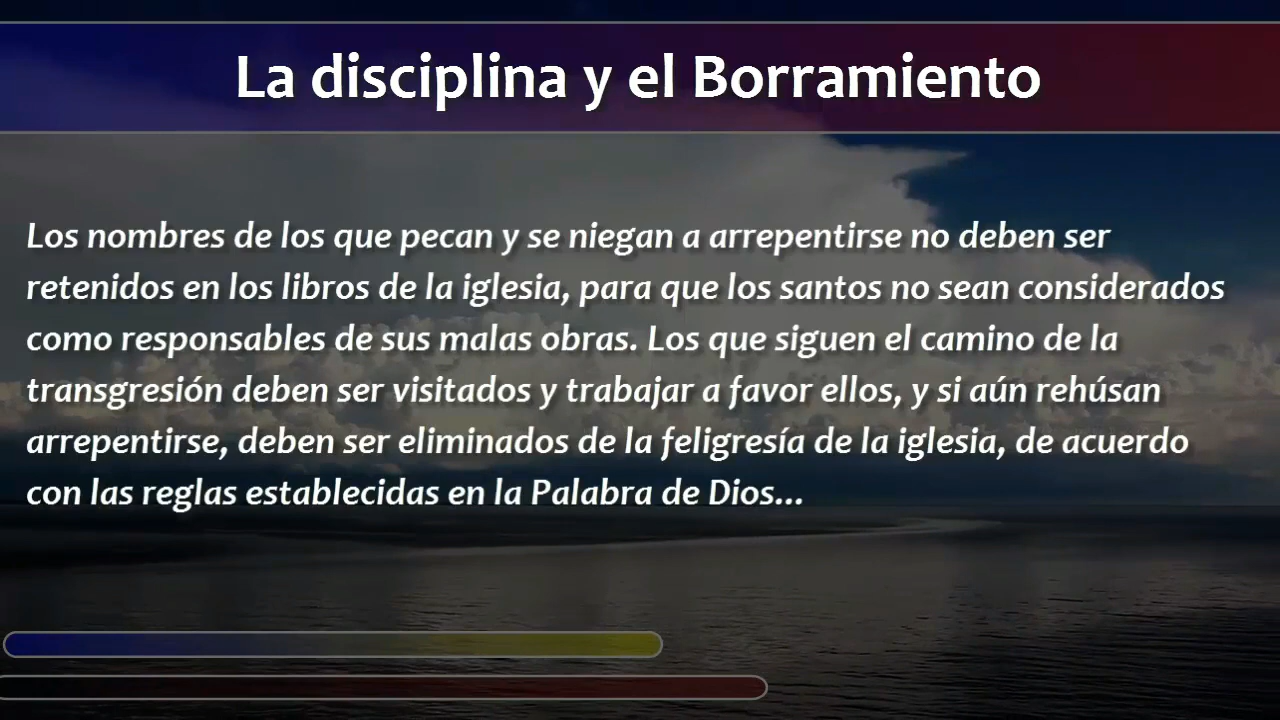 La disciplina y el Borramiento
Los nombres de los que pecan y se niegan a arrepentirse no deben ser
retenidos en los libros de la iglesia, para que los santos no sean considerados
como responsables de sus malas obras. Los que siguen el camino de la
transgresión deben ser visitados y trabajar a favor ellos, y si aún rehúsan
arrepentirse, deben ser eliminados de la feligresía de la iglesia, de acuerdo
con las reglas establecidas en la Palabra de Dios...